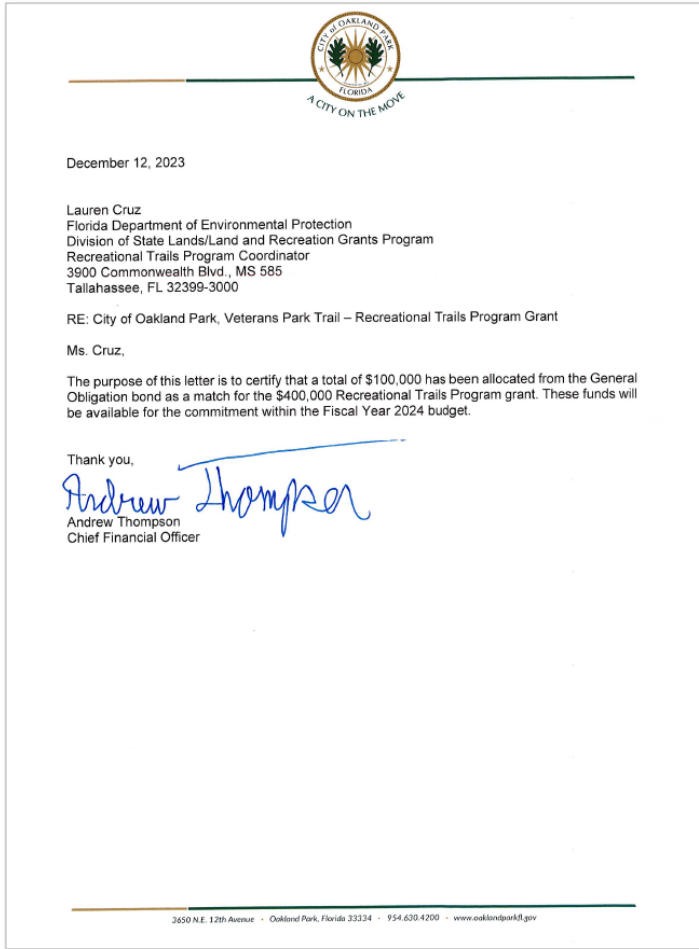 CITY of OAKLAND PARK
FLORIDA
A CITY ON THE MOVE
December 12, 2023
Lauren Cruz
Florida Department of Environmental Protection
Division of State Lands/Land and Recreation Grants Program
Recreational Trails Program Coordinator
3900 Commonwealth Blvd., MS 585
Tallahassee, FL 32399-3000
RE: City of Oakland Park, Veterans Park Trail – Recreational Trails Program Grant
Ms. Cruz,
The purpose of this letter is to certify that a total of $100,000 has been allocated from the General
Obligation bond as a match for the $400,000 Recreational Trails Program grant. These funds will
be available for the commitment within the Fiscal Year 2024 budget.
Thank you,
Andrew Thompson
Andrew Thompson
Chief Financial Officer
3650 N.E. 12th Avenue • Oakland Park, Florida 33334 • 954.630.4200 • www.oaklandparkfl.gov